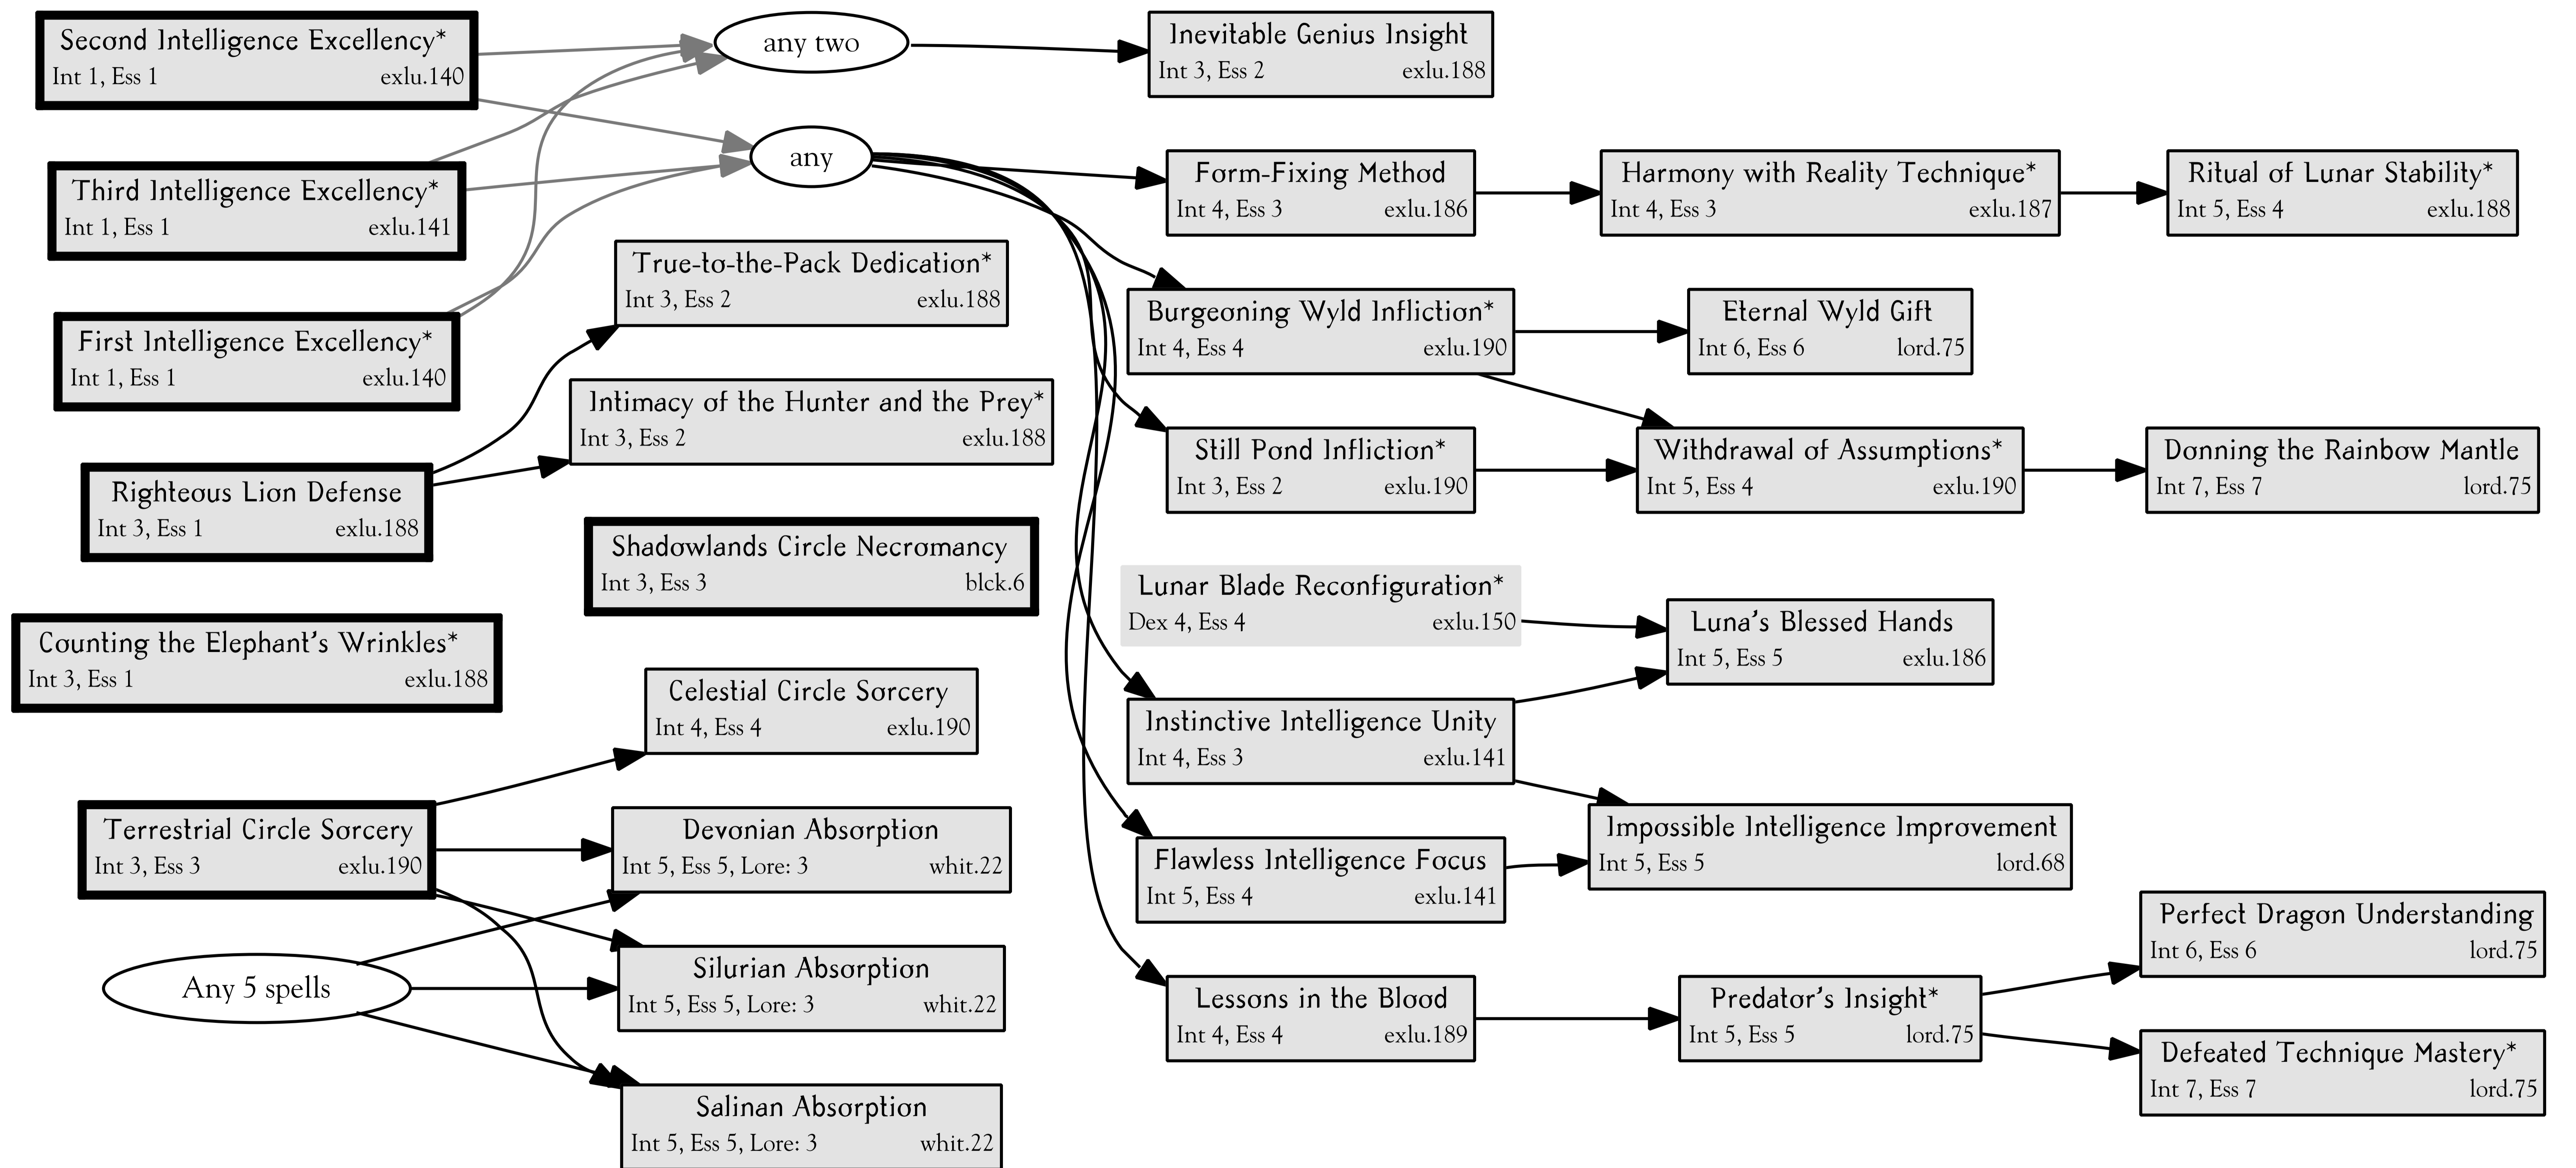 Second Intelligence Excellency*
Int 1, Ess 1 exlu.140
any two
Inevitable Genius Insight
Int 3, Ess 2 exlu.188
any
Third Intelligence Excellency*
Int 1, Ess 1 exlu.141
Form-Fixing Method
Int 4, Ess 3 exlu.186
Harmony with Reality Technique*
Int 4, Ess 3 exlu.187
Ritual of Lunar Stability*
Int 5, Ess 4 exlu.188
True-to-the-Pack Dedication*
Int 3, Ess 2 exlu.188
First Intelligence Excellency*
Int 1, Ess 1 exlu.140
Burgeoning Wyld Infliction*
Int 4, Ess 4 exlu.190
Eternal Wyld Gift
Int 6, Ess 6 lord.75
Intimacy of the Hunter and the Prey*
Int 3, Ess 2 exlu.188
Righteous Lion Defense
Int 3, Ess 1 exlu.188
Still Pond Infliction*
Int 3, Ess 2 exlu.190
Withdrawal of Assumptions*
Int 5, Ess 4 exlu.190
Donning the Rainbow Mantle
Int 7, Ess 7 lord.75
Shadowlands Circle Necromancy
Int 3, Ess 3 blck.6
Lunar Blade Reconfiguration*
Dex 4, Ess 4 exlu.150
Luna's Blessed Hands
Int 5, Ess 5 exlu.186
Counting the Elephant's Wrinkles*
Int 3, Ess 1 exlu.188
Celestial Circle Sorcery
Int 4, Ess 4 exlu.190
Instinctive Intelligence Unity
Int 4, Ess 3 exlu.141
Terrestrial Circle Sorcery
Int 3, Ess 3 exlu.190
Devonian Absorption
Int 5, Ess 5, Lore: 3 whit.22
Flawless Intelligence Focus
Int 5, Ess 4 exlu.141
Impossible Intelligence Improvement
Int 5, Ess 5 lord.68
Any 5 spells
Silurian Absorption
Int 5, Ess 5, Lore: 3 whit.22
Lessons in the Blood
Int 4, Ess 4 exlu.189
Predator's Insight*
Int 5, Ess 5 lord.75
Perfect Dragon Understanding
Int 6, Ess 6 lord.75
Defeated Technique Mastery*
Int 7, Ess 7 lord.75
Salinan Absorption
Int 5, Ess 5, Lore: 3 whit.22